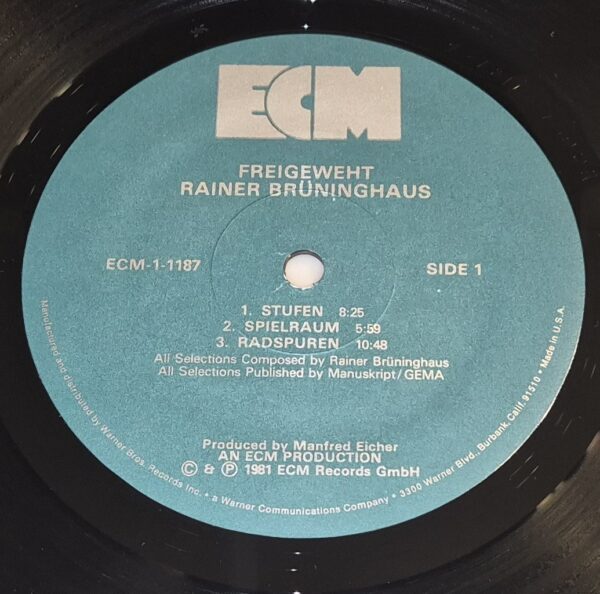 ECM
FREIGEWEHT
RAINER BRÜNINGHAUS
ECM-1-1187
SIDE 1
1. STUFEN 8:25
2. SPIELRAUM 5:59
3. RADSPUREN 10:48
All Selections Composed by Rainer Brüninghaus
All Selections Published by Manuskript/GEMA
Produced by Manfred Eicher
AN ECM PRODUCTION
© & ℗ 1981 ECM Records GmbH
Manufactured and distributed by Warner Bros. Records Inc. • a Warner Communications Company • 3300 Warner Blvd., Burbank, Calif. 91510 • Made in U.S.A.